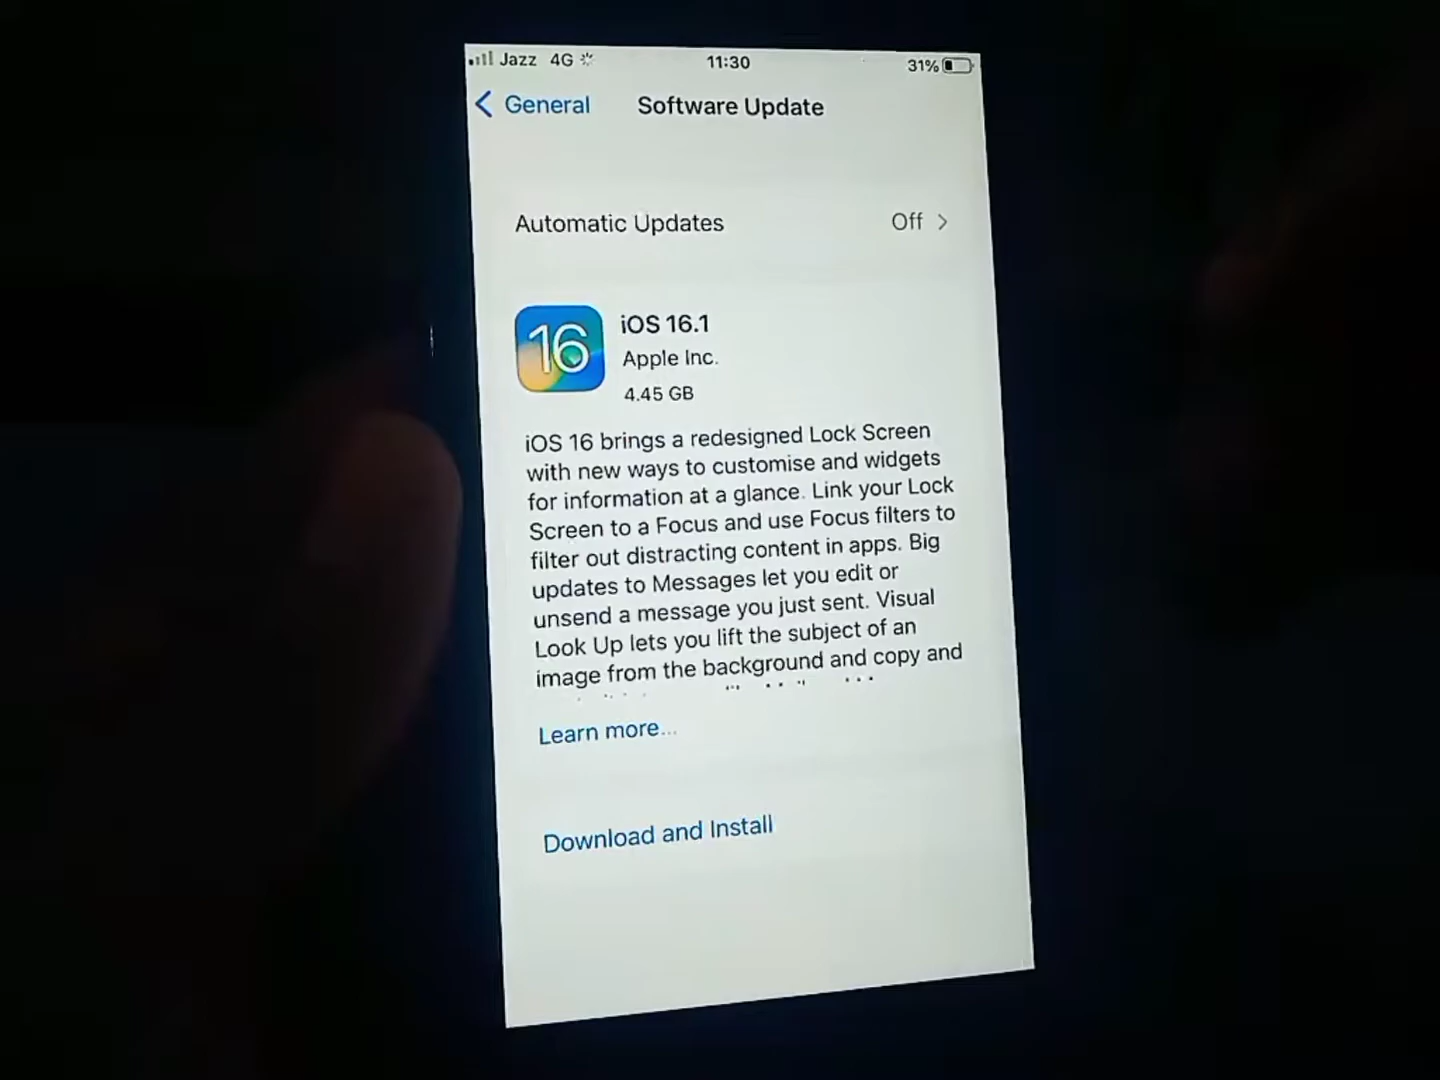 Jazz 4G 11:30 31%
General Software Update
Automatic Updates Off
16
iOS 16.1
Apple Inc.
4.45 GB
iOS 16 brings a redesigned Lock Screen
with new ways to customise and widgets
for information at a glance. Link your Lock
Screen to a Focus and use Focus filters to
filter out distracting content in apps. Big
updates to Messages let you edit or
unsend a message you just sent. Visual
Look Up lets you lift the subject of an
image from the background and copy and
Learn more...
Download and Install